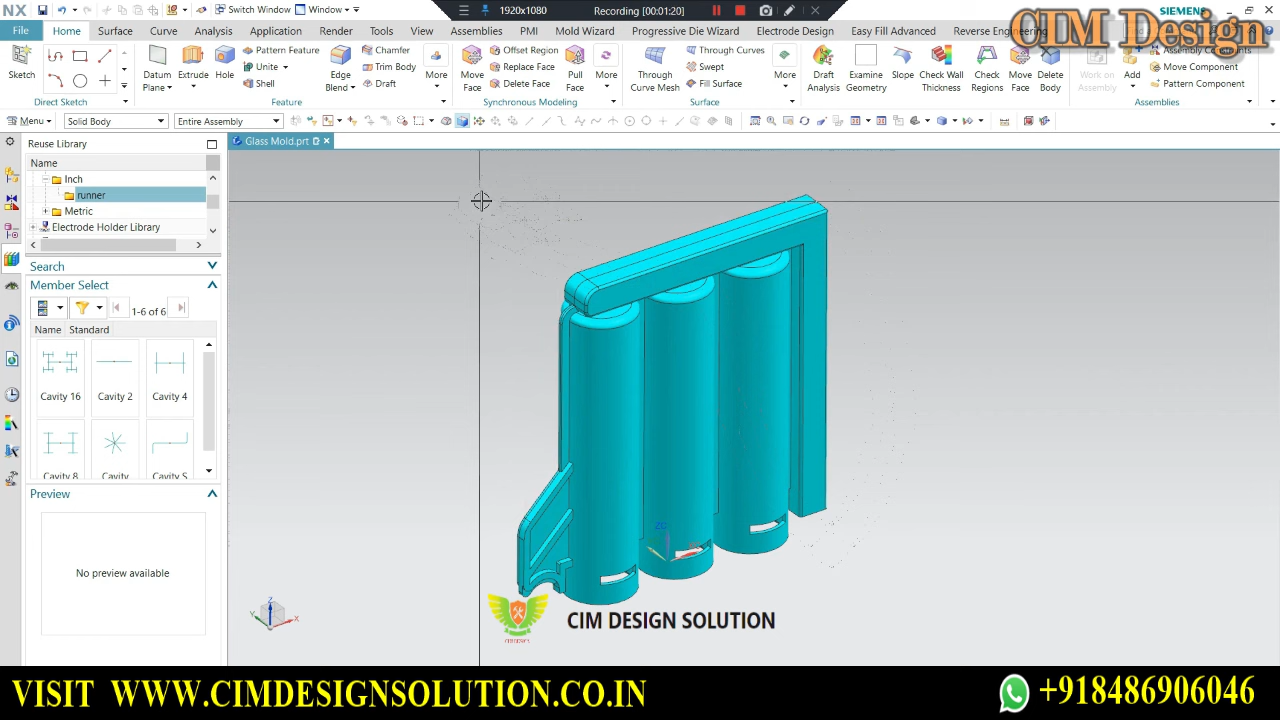 NX
Switch Window
Window
1920x1080
Recording [00:01:20]
SIEMENS
CIM Design
File
Home
Surface
Curve
Analysis
Application
Render
Tools
View
Assemblies
PMI
Mold Wizard
Progressive Die Wizard
Electrode Design
Easy Fill Advanced
Reverse Engineering
Sketch
Direct Sketch
Datum Plane
Extrude
Hole
Pattern Feature
Unite
Shell
Edge Blend
Chamfer
Trim Body
Draft
More
Feature
Move Face
Offset Region
Replace Face
Delete Face
Pull Face
More
Synchronous Modeling
Through Curve Mesh
Through Curves
Swept
Fill Surface
More
Surface
Draft Analysis
Examine Geometry
Slope
Check Wall Thickness
Check Regions
Move Face
Delete Body
Work on Assembly
Add
Assembly Constraints
Move Component
Pattern Component
Assemblies
Menu
Solid Body
Entire Assembly
Reuse Library
Glass Mold.prt
Name
Inch
runner
Metric
Electrode Holder Library
Search
Member Select
1-6 of 6
Name
Standard
Cavity 16
Cavity 2
Cavity 4
Cavity 8
Cavity
Cavity S
Preview
No preview available
CIM DESIGN SOLUTION
VISIT WWW.CIMDESIGNSOLUTION.CO.IN
+918486906046